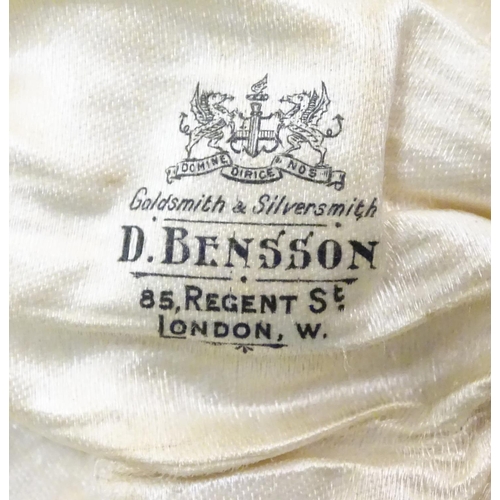 DOMINE DIRIGE NOS
Goldsmith & Silversmith
D. BENSSON
85, REGENT St.
LONDON, W.